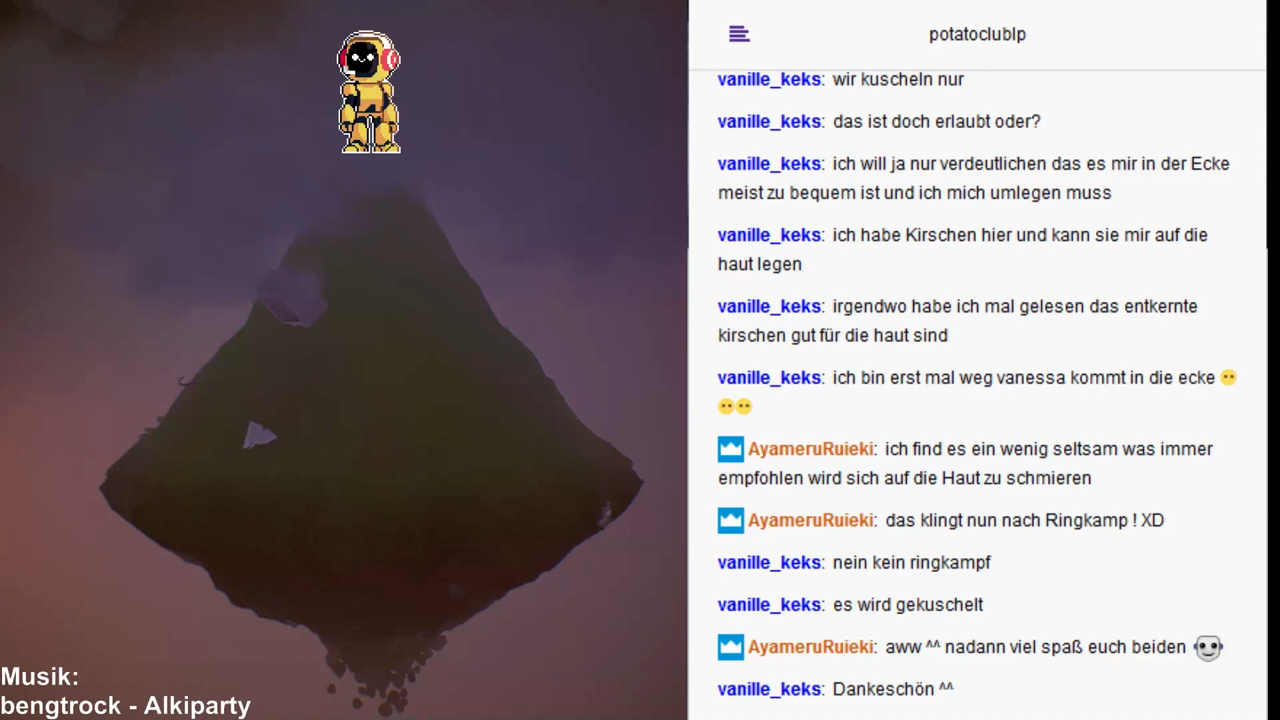 potatoclublp
vanille_keks: wir kuscheln nur
vanille_keks: das ist doch erlaubt oder?
vanille_keks: ich will ja nur verdeutlichen das es mir in der Ecke
meist zu bequem ist und ich mich umlegen muss
vanille_keks: ich habe Kirschen hier und kann sie mir auf die
haut legen
vanille_keks: irgendwo habe ich mal gelesen das entkernte
kirschen gut für die haut sind
vanille_keks: ich bin erst mal weg vanessa kommt in die ecke
AyameruRuieki: ich find es ein wenig seltsam was immer
empfohlen wird sich auf die Haut zu schmieren
AyameruRuieki: das klingt nun nach Ringkamp ! XD
vanille_keks: nein kein ringkampf
vanille_keks: es wird gekuschelt
AyameruRuieki: aww ^^ nadann viel spaß euch beiden
vanille_keks: Dankeschön ^^
Musik:
bengtrock - Alkiparty